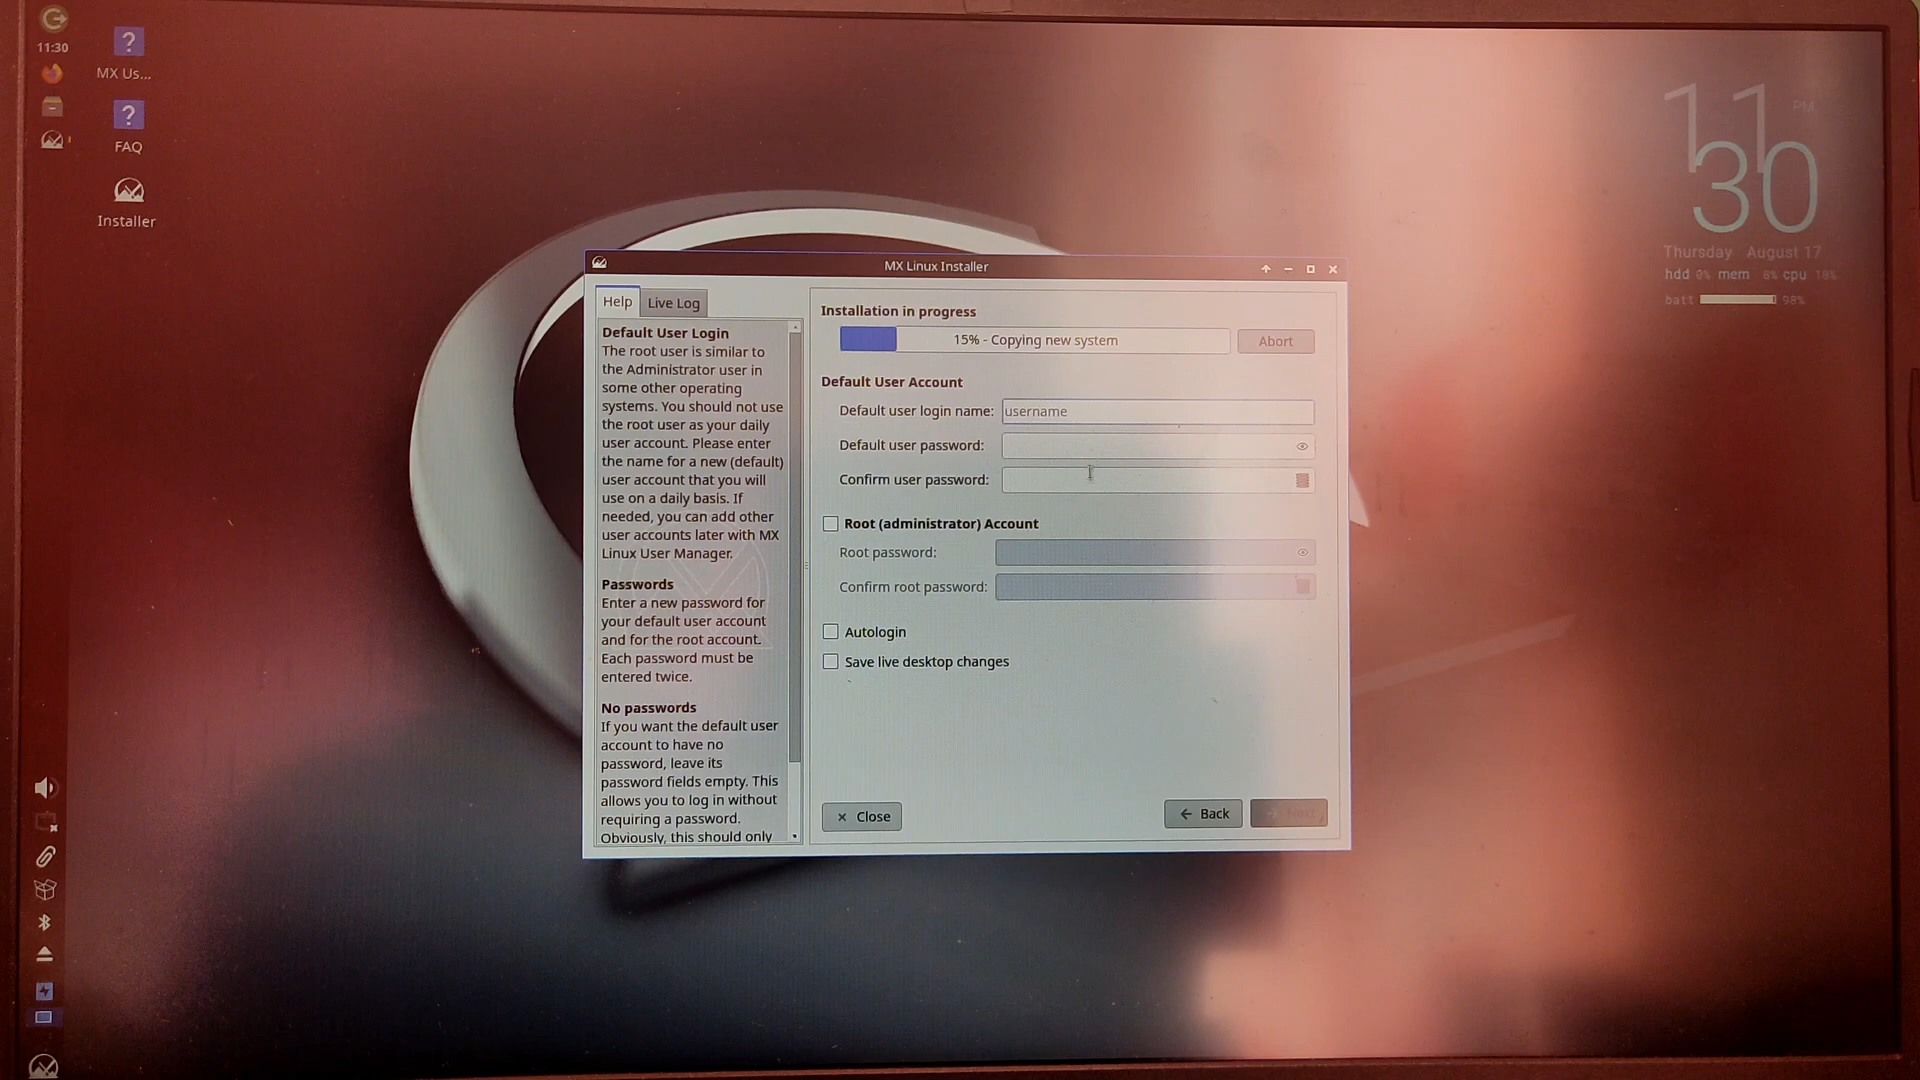 11:30
MX Us...
FAQ
Installer
11
PM
30
Thursday August 17
hdd 0% mem 8% cpu 18%
batt 98%
MX Linux Installer
Help
Live Log
Default User Login
The root user is similar to
the Administrator user in
some other operating
systems. You should not use
the root user as your daily
user account. Please enter
the name for a new (default)
user account that you will
use on a daily basis. If
needed, you can add other
user accounts later with MX
Linux User Manager.
Passwords
Enter a new password for
your default user account
and for the root account.
Each password must be
entered twice.
No passwords
If you want the default user
account to have no
password, leave its
password fields empty. This
allows you to log in without
requiring a password.
Obviously, this should only
Installation in progress
15% - Copying new system
Abort
Default User Account
Default user login name: username
Default user password:
Confirm user password:
Root (administrator) Account
Root password:
Confirm root password:
Autologin
Save live desktop changes
Close
Back
Next